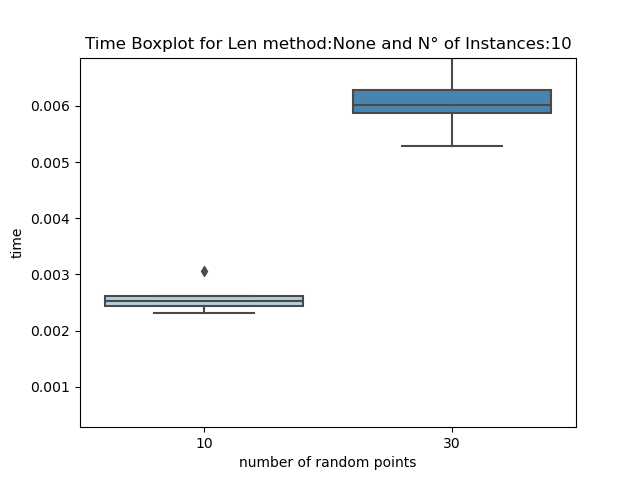 Time Boxplot for Len method:None and N° of Instances:10
0.006
0.005
0.004
0.003
0.002
0.001
time
10 30
number of random points